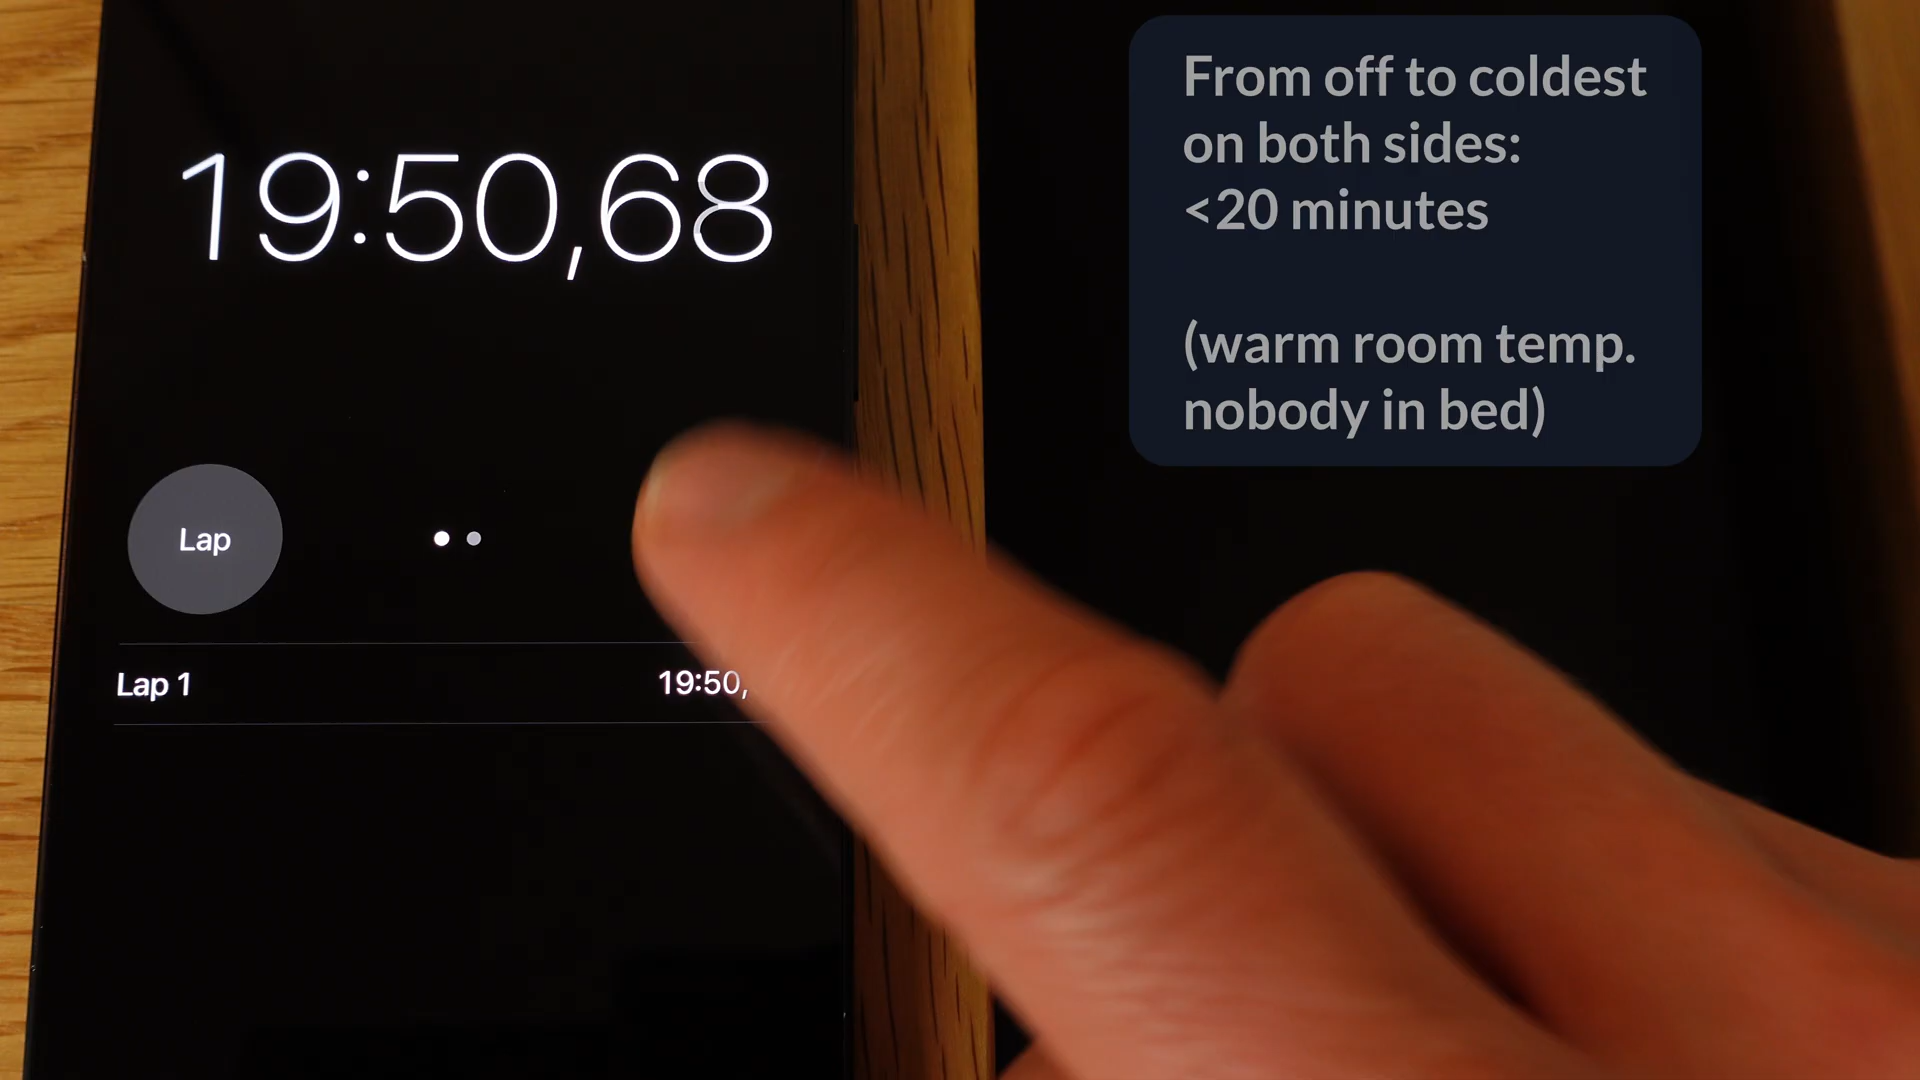 19:50,68
Lap
Lap 1
19:50,
From off to coldest
on both sides:
<20 minutes
(warm room temp.
nobody in bed)